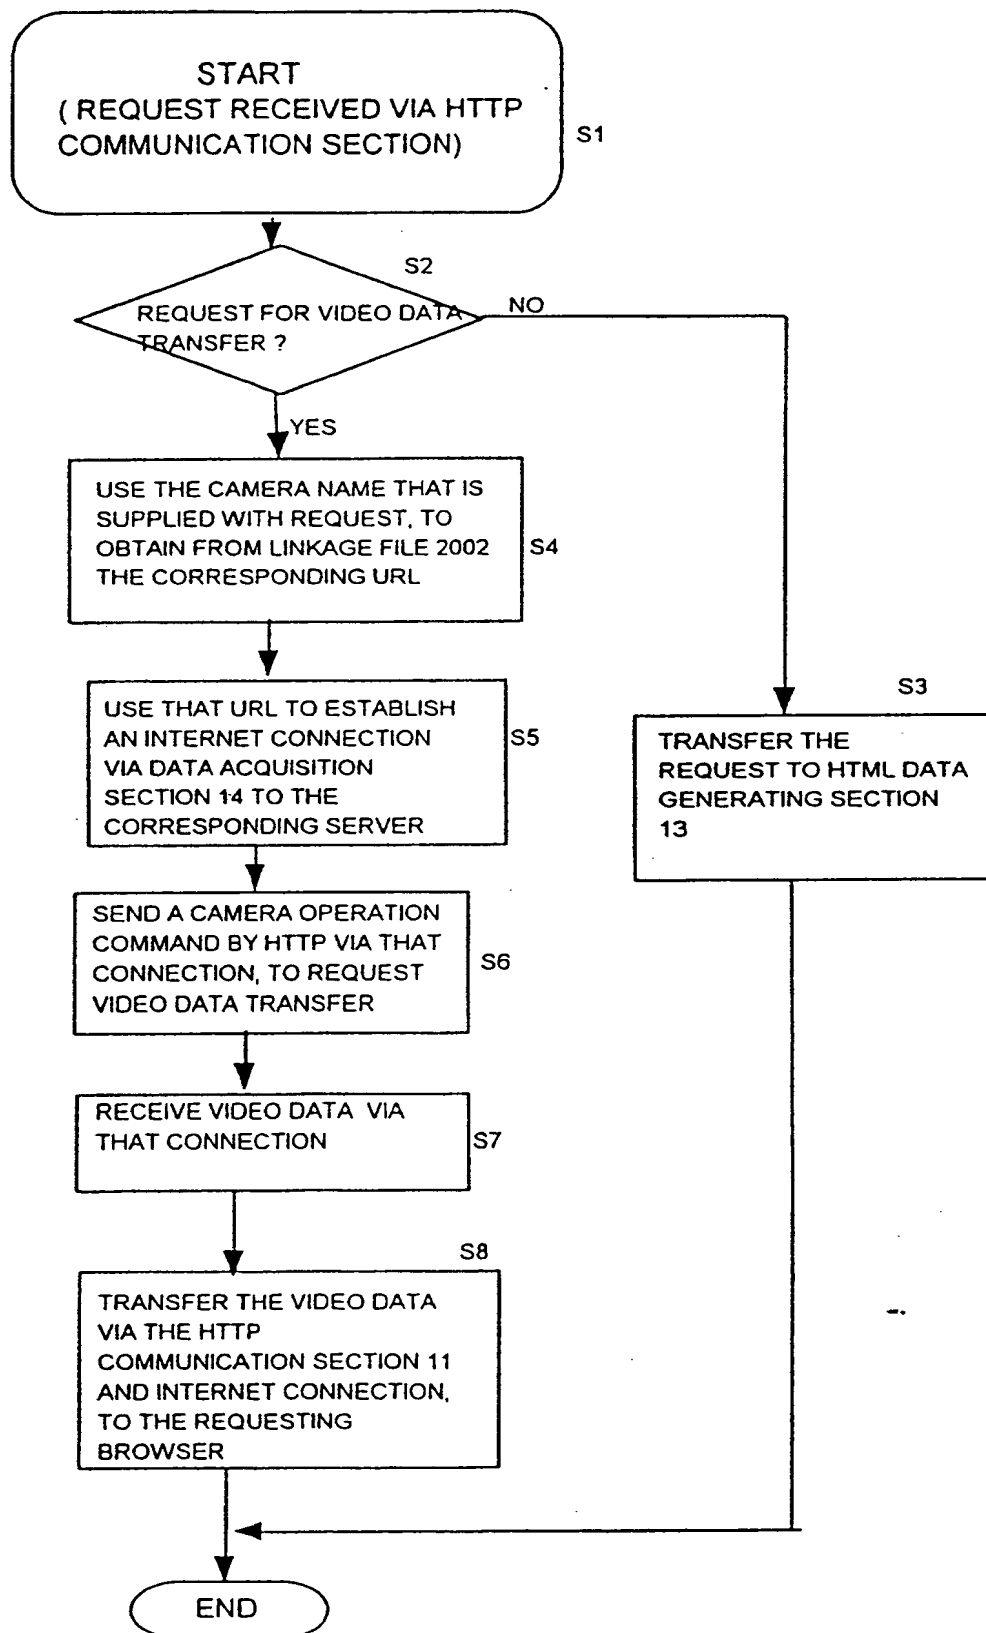 START
( REQUEST RECEIVED VIA HTTP
COMMUNICATION SECTION)
S1
S2
REQUEST FOR VIDEO DATA
TRANSFER ?
NO
YES
USE THE CAMERA NAME THAT IS
SUPPLIED WITH REQUEST, TO
OBTAIN FROM LINKAGE FILE 2002
THE CORRESPONDING URL
S4
S3
TRANSFER THE
REQUEST TO HTML DATA
GENERATING SECTION
13
USE THAT URL TO ESTABLISH
AN INTERNET CONNECTION
VIA DATA ACQUISITION
SECTION 14 TO THE
CORRESPONDING SERVER
S5
SEND A CAMERA OPERATION
COMMAND BY HTTP VIA THAT
CONNECTION, TO REQUEST
VIDEO DATA TRANSFER
S6
RECEIVE VIDEO DATA VIA
THAT CONNECTION
S7
S8
TRANSFER THE VIDEO DATA
VIA THE HTTP
COMMUNICATION SECTION 11
AND INTERNET CONNECTION,
TO THE REQUESTING
BROWSER
END